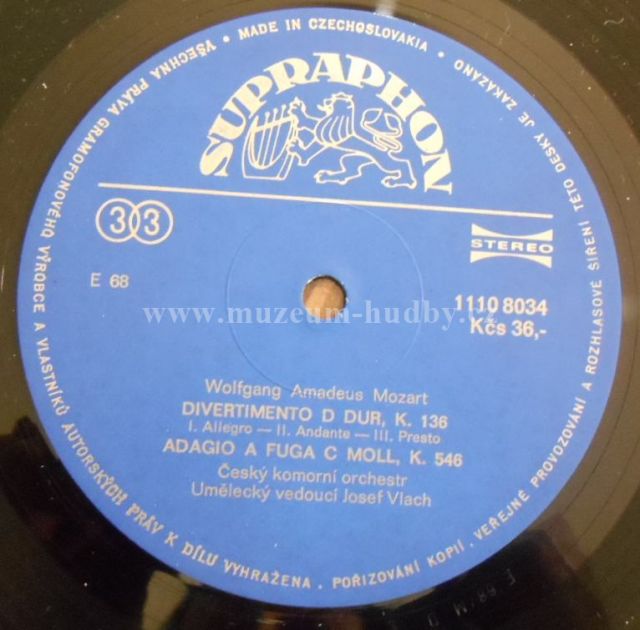 VŠECHNA PRÁVA GRAMOFONOVÉHO VÝROBCE A VLASTNÍKŮ AUTORSKÝCH PRÁV K DÍLU VYHRAŽENA . POŘIZOVÁNÍ KOPIÍ, VEŘEJNÉ PROVOZOVÁNÍ A ROZHLASOVÉ ŠÍŘENÍ TÉTO DESKY JE ZAKÁZÁNO • MADE IN CZECHOSLOVAKIA •
SUPRAPHON
33
STEREO
E 68
1110 8034
www.muzeum-hudby.cz
Kčs 36,-
Wolfgang Amadeus Mozart
DIVERTIMENTO D DUR, K. 136
I. Allegro — II. Andante — III. Presto
ADAGIO A FUGA C MOLL, K. 546
Český komorní orchestr
Umělecký vedoucí Josef Vlach